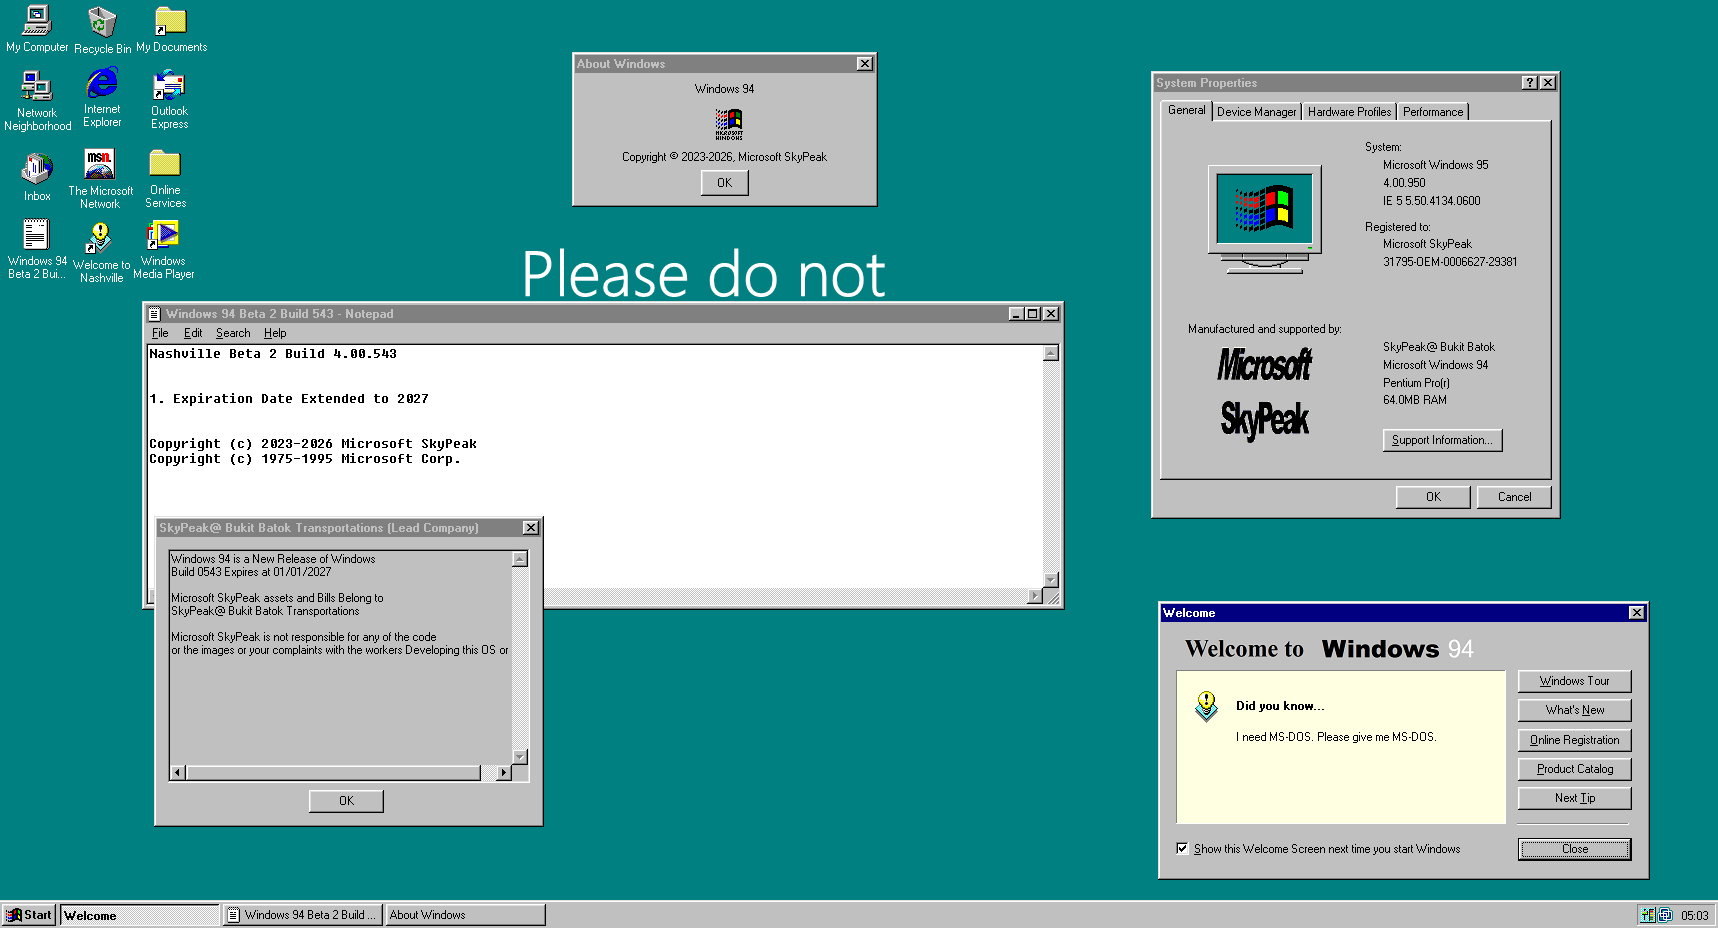 My Computer
Recycle Bin
My Documents
Network
Neighborhood
Internet
Explorer
Outlook
Express
Inbox
msn.
The Microsoft
Network
Online
Services
Windows 94
Beta 2 Bui...
Welcome to
Nashville
Windows
Media Player
About Windows
Windows 94
MICROSOFT
WINDOWS
Copyright © 2023-2026, Microsoft SkyPeak
OK
Please do not
Windows 94 Beta 2 Build 543 - Notepad
File Edit Search Help
Nashville Beta 2 Build 4.00.543
1. Expiration Date Extended to 2027
Copyright (c) 2023-2026 Microsoft SkyPeak
Copyright (c) 1975-1995 Microsoft Corp.
SkyPeak@ Bukit Batok Transportations (Lead Company)
Windows 94 is a New Release of Windows
Build 0543 Expires at 01/01/2027
Microsoft SkyPeak assets and Bills Belong to
SkyPeak@ Bukit Batok Transportations
Microsoft SkyPeak is not responsible for any of the code
or the images or your complaints with the workers Developing this OS or
OK
System Properties
General Device Manager Hardware Profiles Performance
System:
Microsoft Windows 95
4.00.950
IE 5 5.50.4134.0600
Registered to:
Microsoft SkyPeak
31795-OEM-0006627-29381
Manufactured and supported by:
Microsoft
SkyPeak
SkyPeak@ Bukit Batok
Microsoft Windows 94
Pentium Pro(r)
64.0MB RAM
Support Information...
OK Cancel
Welcome
Welcome to Windows 94
Did you know...
I need MS-DOS. Please give me MS-DOS.
Windows Tour
What's New
Online Registration
Product Catalog
Next Tip
Show this Welcome Screen next time you start Windows
Close
Start Welcome Windows 94 Beta 2 Build ... About Windows 05:03